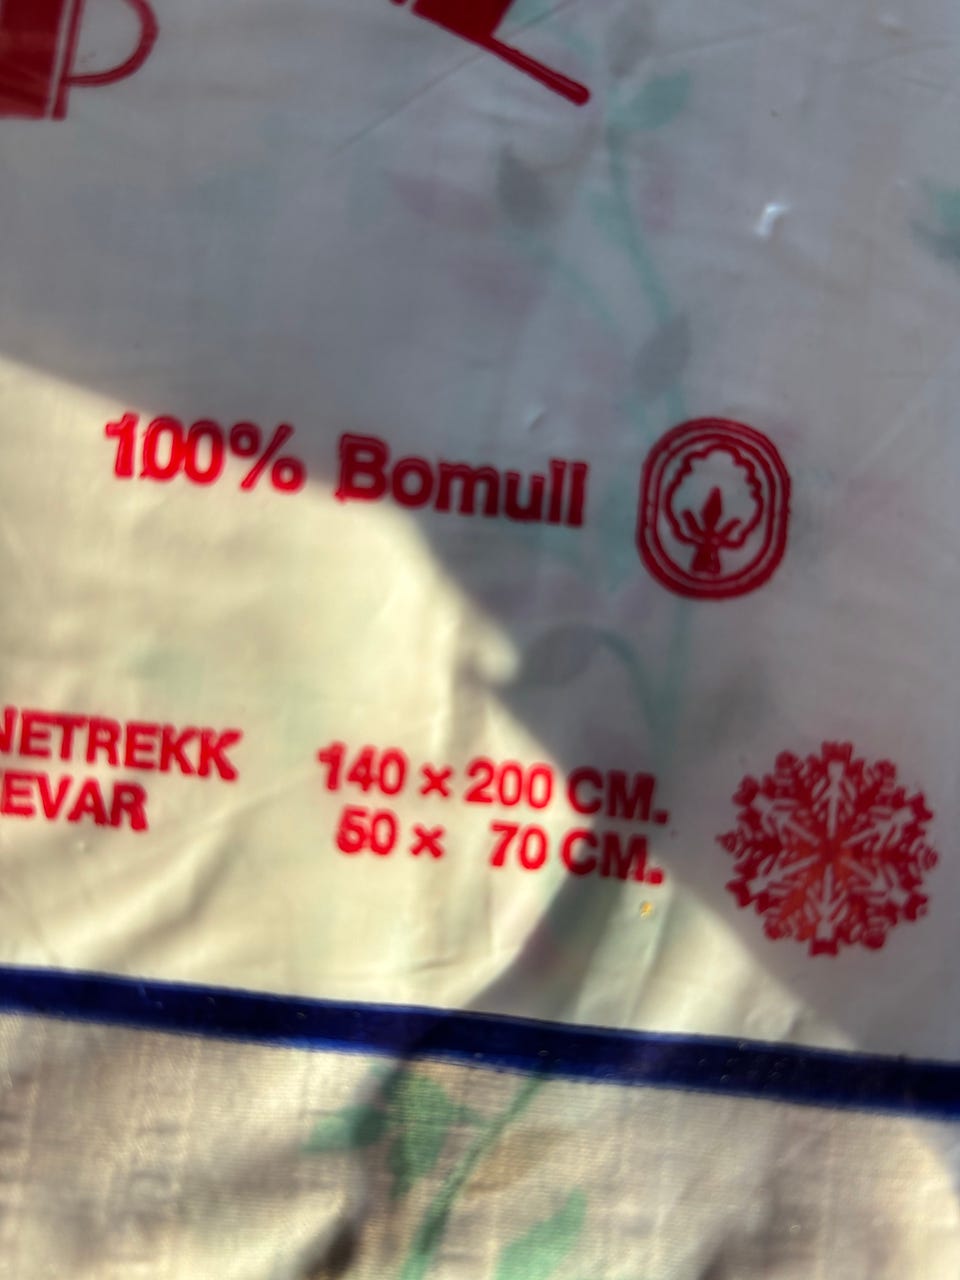 100% Bomull
NETREKK 140 × 200 CM.
EVAR 50 × 70 CM.